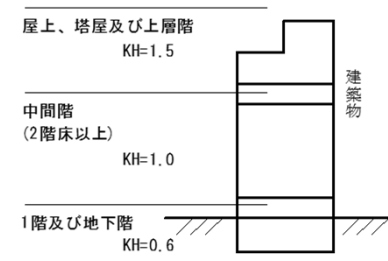 屋上、塔屋及び上層階
KH=1.5
中間階
(2階床以上)
KH=1.0
1階及び地下階
KH=0.6
建築物